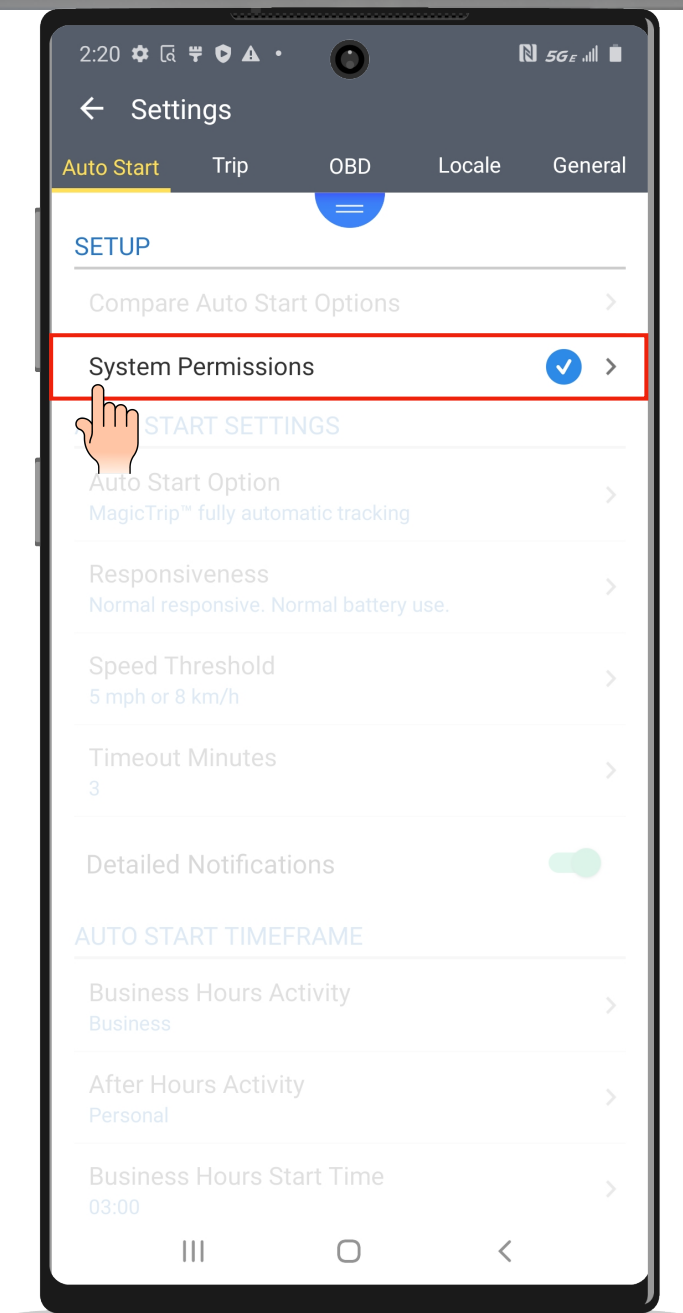 2:20
5G E
Settings
Auto Start Trip OBD Locale General
SETUP
Compare Auto Start Options
System Permissions
START SETTINGS
Auto Start Option
MagicTrip™ fully automatic tracking
Responsiveness
Normal responsive. Normal battery use.
Speed Threshold
5 mph or 8 km/h
Timeout Minutes
3
Detailed Notifications
AUTO START TIMEFRAME
Business Hours Activity
Business
After Hours Activity
Personal
Business Hours Start Time
03:00